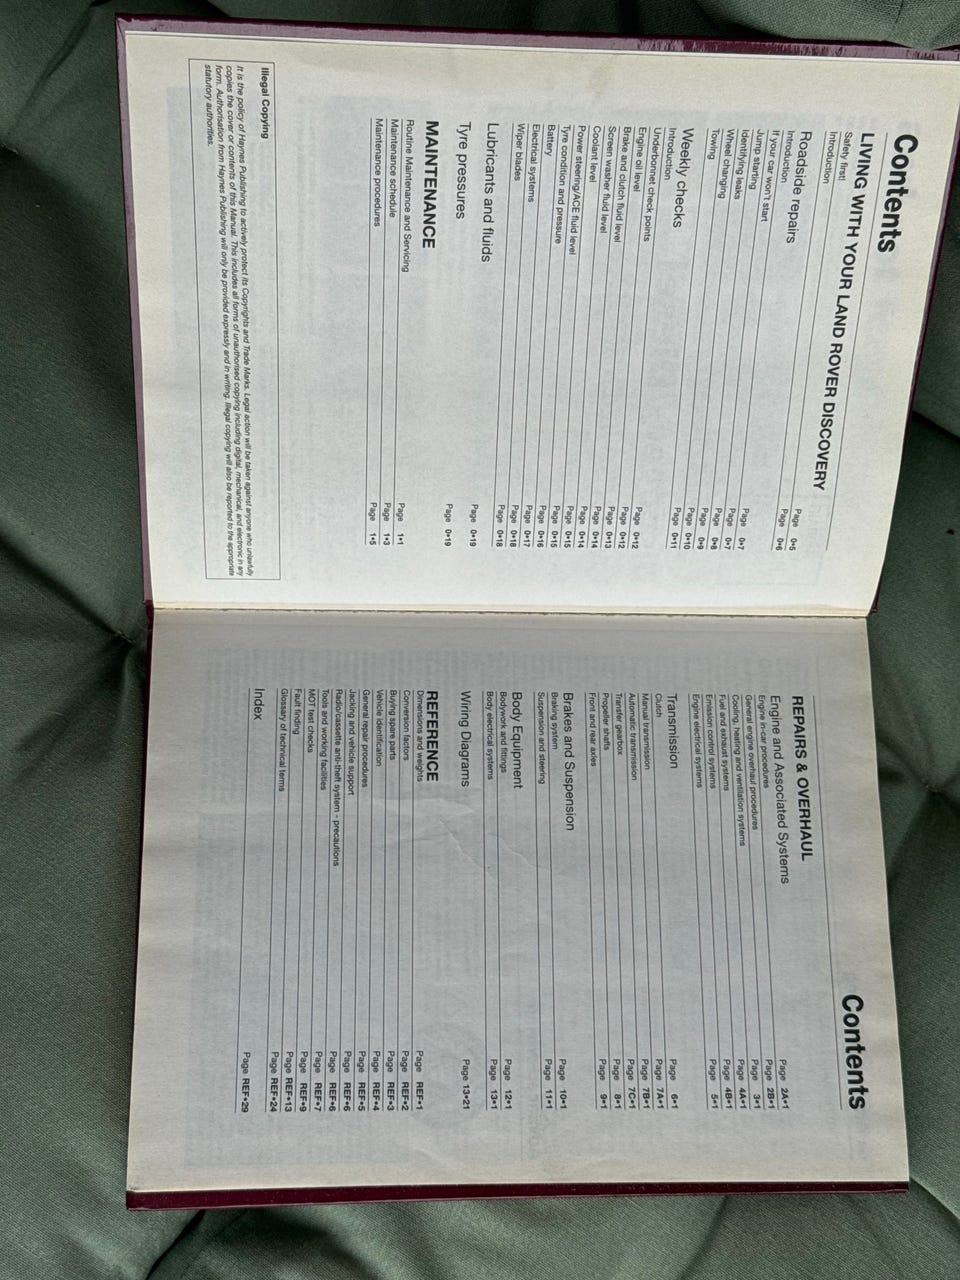 Contents
LIVING WITH YOUR LAND ROVER DISCOVERY
Safety first! Page 0•5
Introduction Page 0•6
Roadside repairs
Introduction Page 0•7
If your car won't start Page 0•7
Jump starting Page 0•8
Identifying leaks Page 0•9
Wheel changing Page 0•10
Towing Page 0•11
Weekly checks
Introduction Page 0•12
Underbonnet check points Page 0•12
Engine oil level Page 0•13
Brake and clutch fluid level Page 0•14
Screen washer fluid level Page 0•14
Coolant level Page 0•15
Power steering/ACE fluid level Page 0•15
Tyre condition and pressure Page 0•16
Battery Page 0•17
Electrical systems Page 0•18
Wiper blades Page 0•18
Lubricants and fluids Page 0•19
Tyre pressures Page 0•19
MAINTENANCE
Routine Maintenance and Servicing Page 1•1
Maintenance schedule Page 1•3
Maintenance procedures Page 1•5
Illegal Copying
It is the policy of Haynes Publishing to actively protect its Copyrights and Trade Marks. Legal action will be taken against anyone who unlawfully
copies the cover or contents of this Manual. This includes all forms of unauthorised copying including digital, mechanical, and electronic in any
form. Authorisation from Haynes Publishing will only be provided expressly and in writing. Illegal copying will also be reported to the appropriate
statutory authorities.
Contents
REPAIRS & OVERHAUL
Engine and Associated Systems
Engine in-car procedures Page 2A•1
General engine overhaul procedures Page 2B•1
Cooling, heating and ventilation systems Page 3•1
Fuel and exhaust systems Page 4A•1
Emission control systems Page 4B•1
Engine electrical systems Page 5•1
Transmission
Clutch Page 6•1
Manual transmission Page 7A•1
Automatic transmission Page 7B•1
Transfer gearbox Page 7C•1
Propeller shafts Page 8•1
Front and rear axles Page 9•1
Brakes and Suspension
Braking system Page 10•1
Suspension and steering Page 11•1
Body Equipment
Bodywork and fittings Page 12•1
Body electrical systems Page 13•1
Wiring Diagrams Page 13•21
REFERENCE
Dimensions and weights Page REF•1
Conversion factors Page REF•2
Buying spare parts Page REF•3
Vehicle identification Page REF•4
General repair procedures Page REF•5
Jacking and vehicle support Page REF•6
Radio/cassette anti-theft system - precautions Page REF•6
Tools and working facilities Page REF•7
MOT test checks Page REF•9
Fault finding Page REF•13
Glossary of technical terms Page REF•24
Index Page REF•29